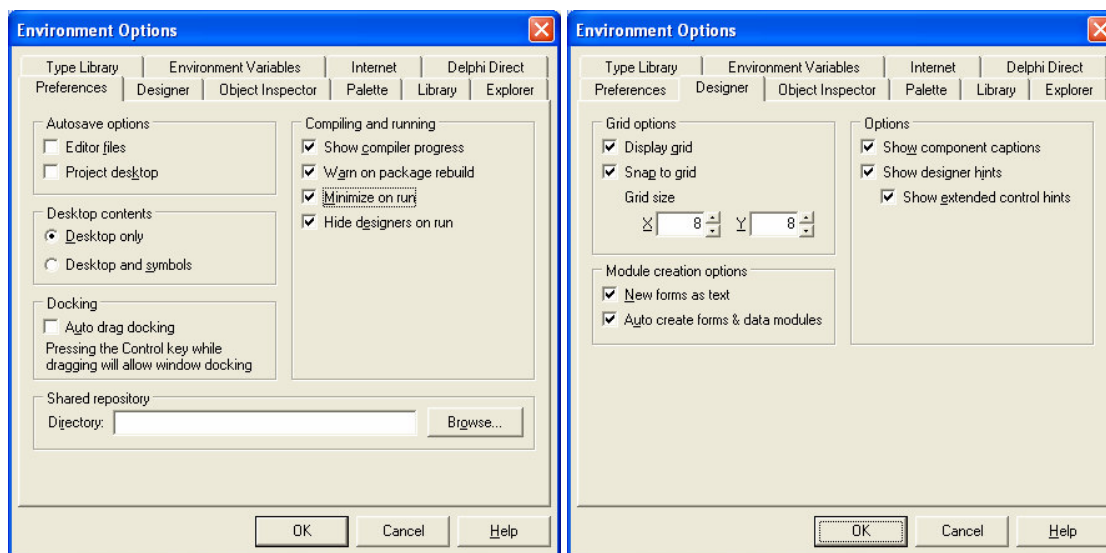 Environment Options
Type Library Environment Variables Internet Delphi Direct
Preferences Designer Object Inspector Palette Library Explorer
Autosave options
Editor files
Project desktop
Desktop contents
Desktop only
Desktop and symbols
Docking
Auto drag docking
Pressing the Control key while
dragging will allow window docking
Compiling and running
Show compiler progress
Warn on package rebuild
Minimize on run
Hide designers on run
Shared repository
Directory: Browse...
OK Cancel Help
Environment Options
Type Library Environment Variables Internet Delphi Direct
Preferences Designer Object Inspector Palette Library Explorer
Grid options
Display grid
Snap to grid
Grid size
X 8 Y 8
Module creation options
New forms as text
Auto create forms & data modules
Options
Show component captions
Show designer hints
Show extended control hints
OK Cancel Help